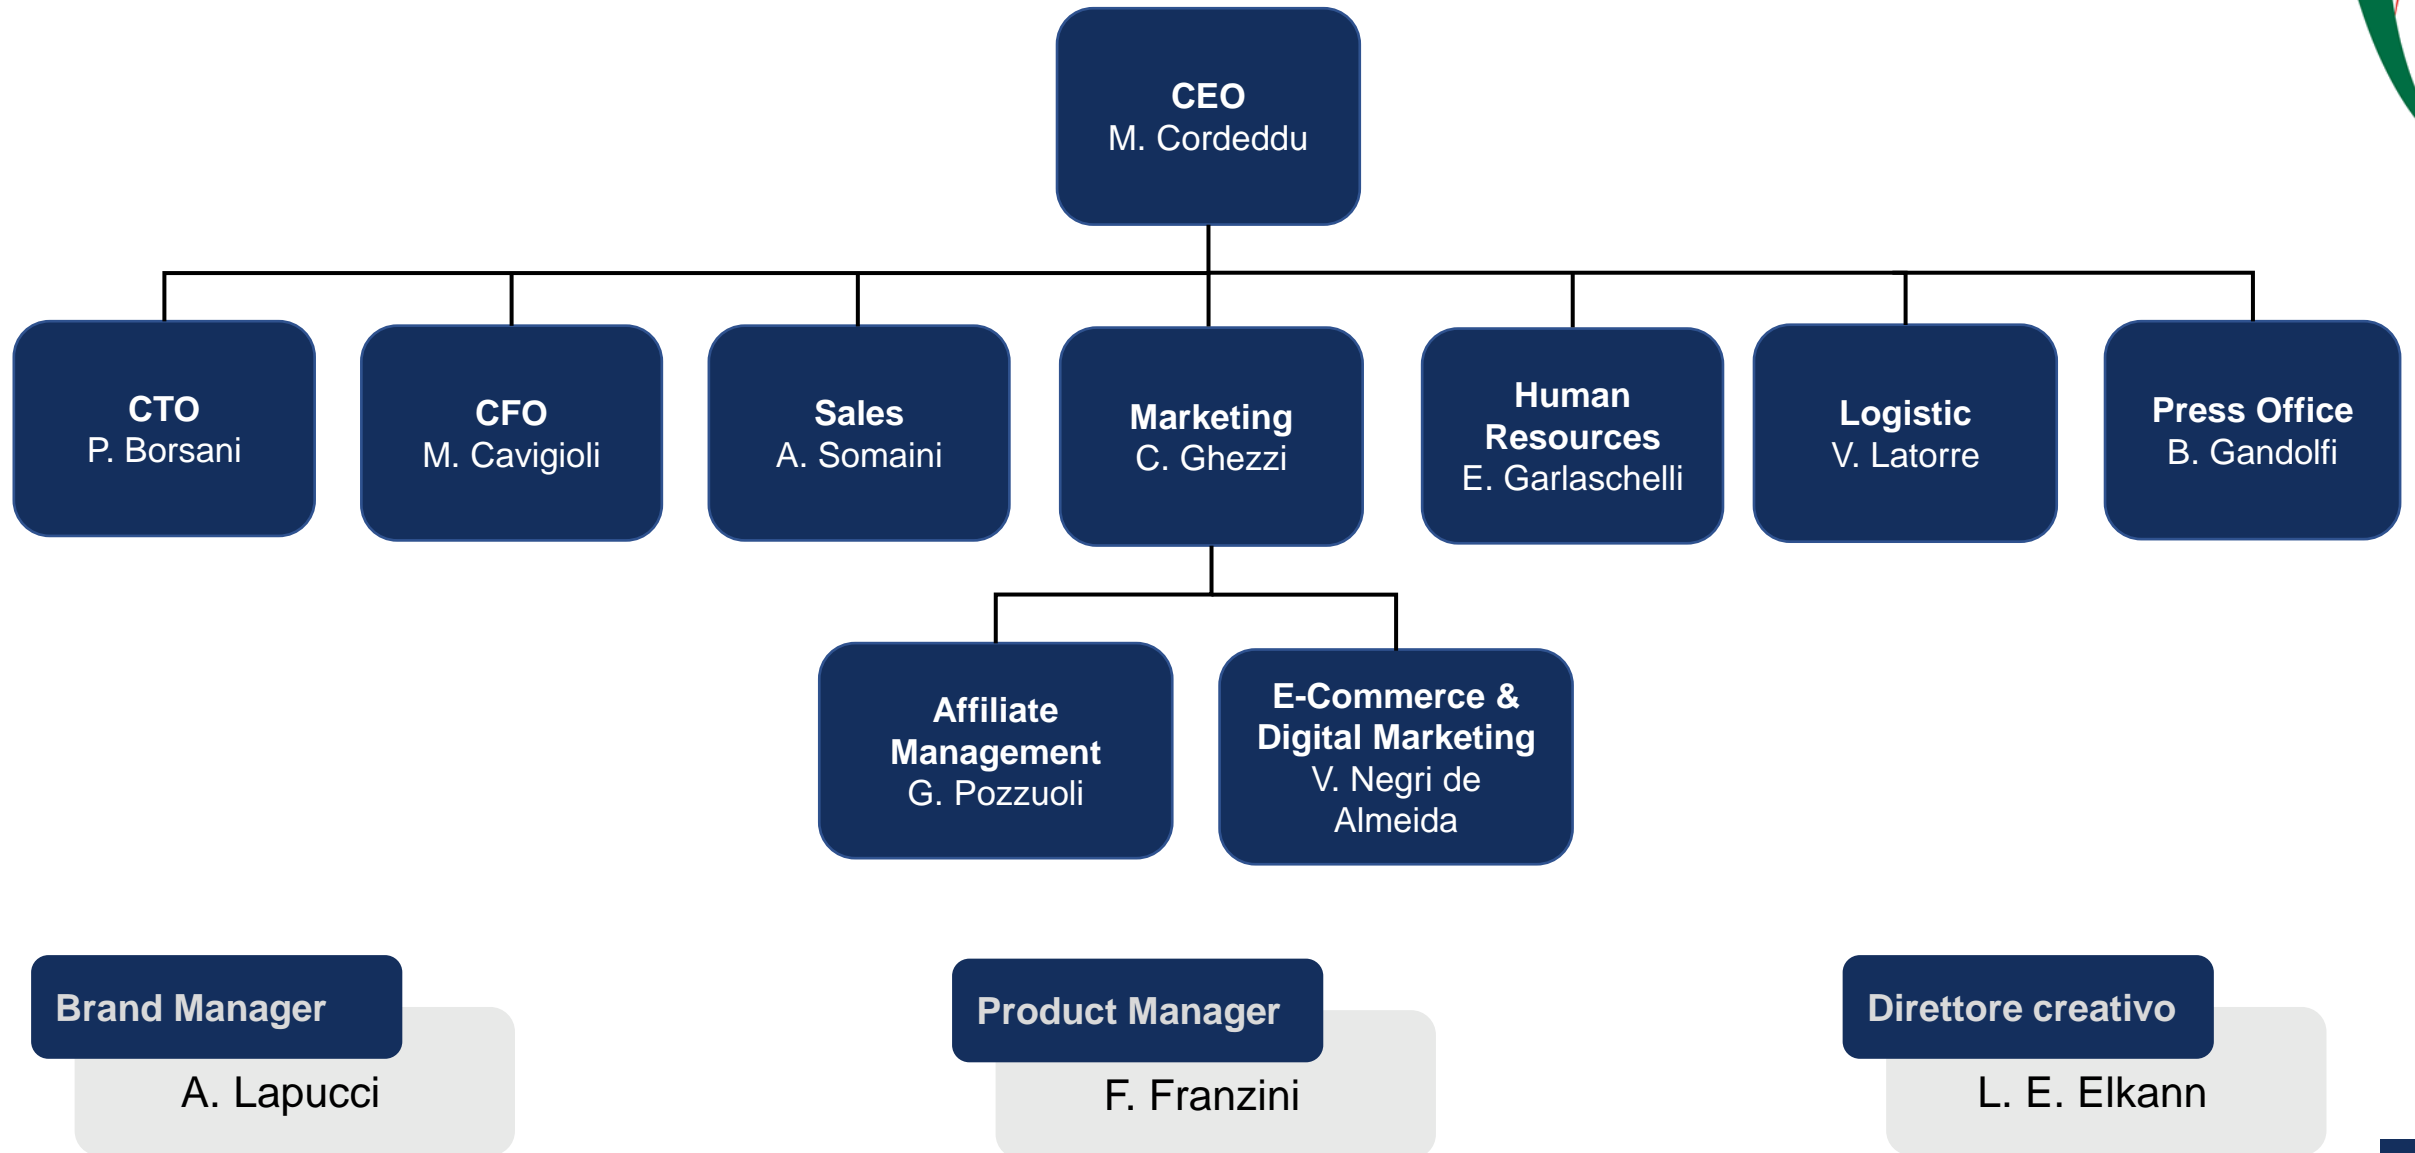 CEO
M. Cordeddu
CTO
P. Borsani
CFO
M. Cavigioli
Sales
A. Somaini
Marketing
C. Ghezzi
Human
Resources
E. Garlaschelli
Logistic
V. Latorre
Press Office
B. Gandolfi
Affiliate
Management
G. Pozzuoli
E-Commerce &
Digital Marketing
V. Negri de
Almeida
Brand Manager
A. Lapucci
Product Manager
F. Franzini
Direttore creativo
L. E. Elkann